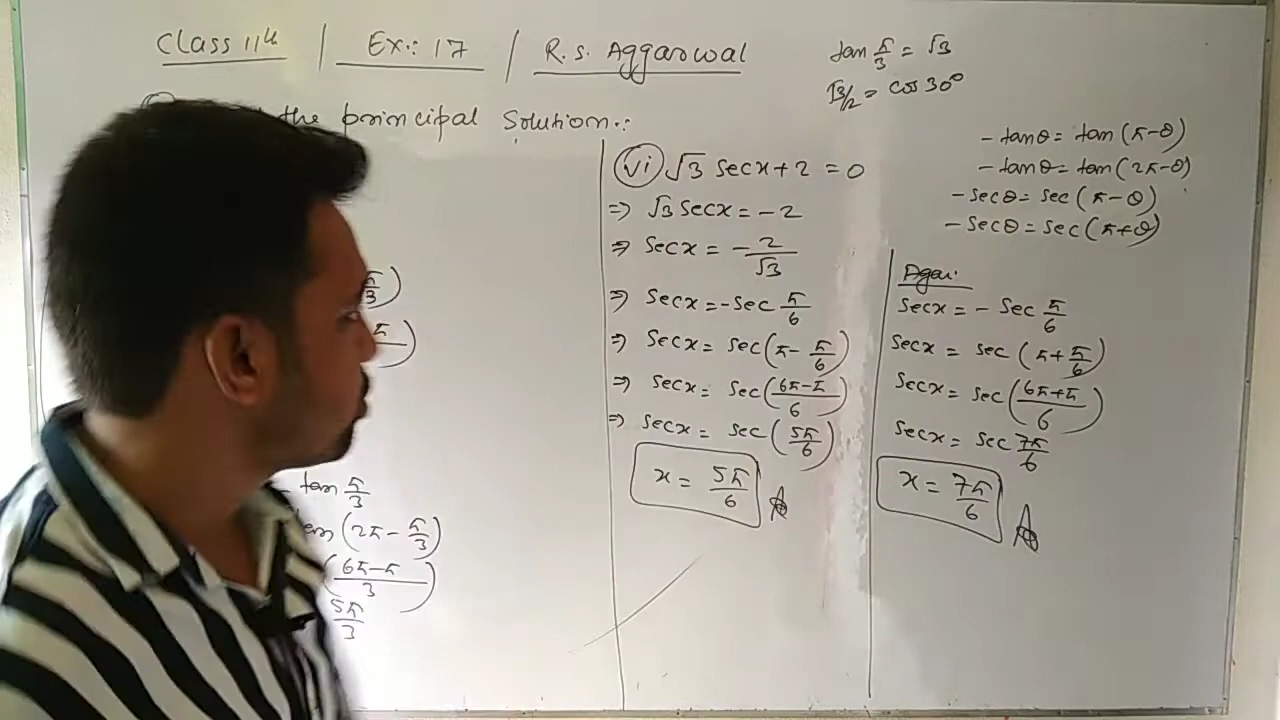 Class 11th / Ex.: 17 / R. S. Aggarwal
tan π/3 = √3
√3/2 = cos 30°
the principal Solution.:
- tanθ = tan (π-θ)
- tanθ = tan (2π-θ)
- secθ = sec (π-θ)
- secθ = sec (π+θ)
π/3)
π)
- tan π/3
(2π - π/3)
(6π-π/3)
5π/3
(vi) √3 secx + 2 = 0
⇒ √3 secx = -2
⇒ Secx = - 2/√3
⇒ Secx = -Sec π/6
⇒ Secx = sec(π - π/6)
⇒ Secx = Sec(6π-π/6)
⇒ Secx = sec(5π/6)
x = 5π/6
Agai.
Secx = - Sec π/6
Secx = sec (π + π/6)
Secx = sec(6π+π/6)
Secx = sec 7π/6
x = 7π/6